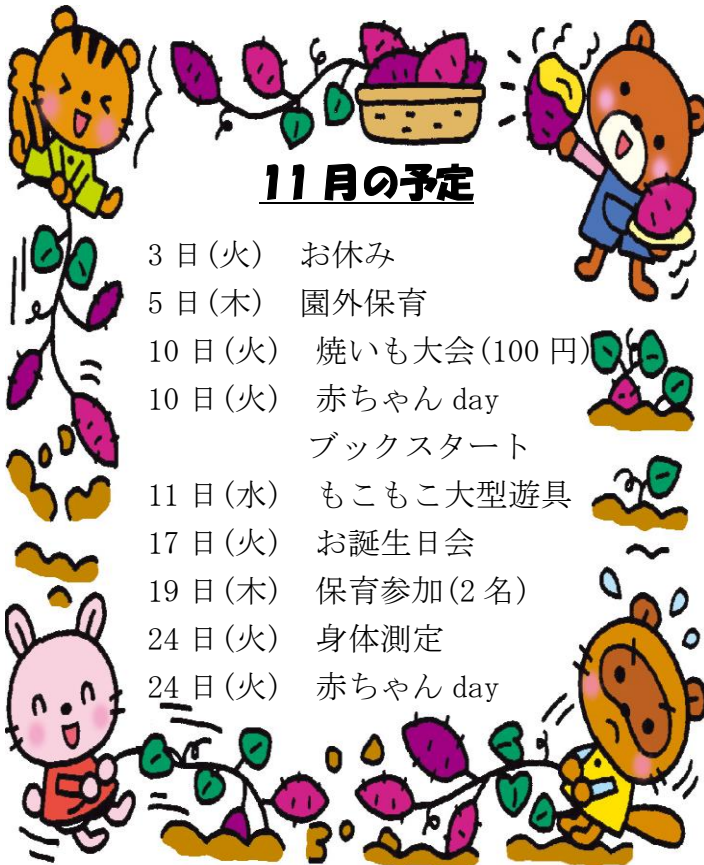 11月の予定
3日(火) お休み
5日(木) 園外保育
10日(火) 焼いも大会(100円)
10日(火) 赤ちゃんday
ブックスタート
11日(水) もこもこ大型遊具
17日(火) お誕生日会
19日(木) 保育参加(2名)
24日(火) 身体測定
24日(火) 赤ちゃんday